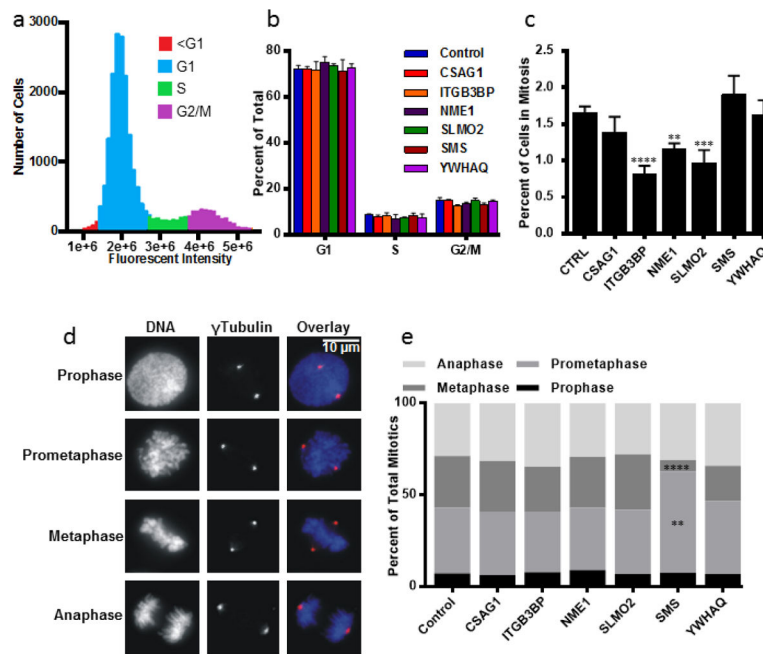 a
3000
2000
1000
0
Number of Cells
<G1
G1
S
G2/M
1e+6 2e+6 3e+6 4e+6 5e+6
Fluorescent Intensity
b
80
60
40
20
0
Percent of Total
Control
CSAG1
ITGB3BP
NME1
SLMO2
SMS
YWHAQ
G1 S G2/M
c
2.5
2.0
1.5
1.0
0.5
0.0
Percent of Cells in Mitosis
****
**
***
CTRL CSAG1 ITGB3BP NME1 SLMO2 SMS YWHAQ
d
DNA γTubulin Overlay
10 μm
Prophase
Prometaphase
Metaphase
Anaphase
e
Anaphase Prometaphase
Metaphase Prophase
100
50
0
Percent of Total Mitotics
****
**
Control CSAG1 ITGB3BP NME1 SLMO2 SMS YWHAQ